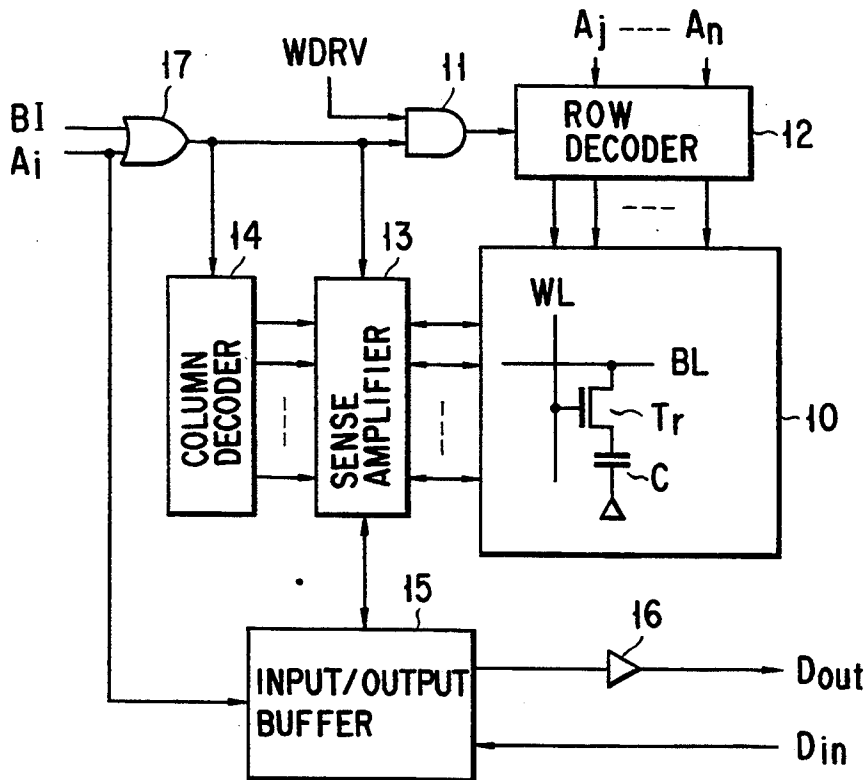 Aj ---- An
WDRV
17
11
BI
Ai
ROW
DECODER
12
14
13
COLUMN
DECODER
SENSE
AMPLIFIER
WL
BL
Tr
C
10
15
INPUT/OUTPUT
BUFFER
16
Dout
Din